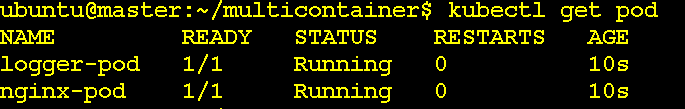 ubuntu@master:~/multicontainer$ kubectl get pod
NAME READY STATUS RESTARTS AGE
logger-pod 1/1 Running 0 10s
nginx-pod 1/1 Running 0 10s